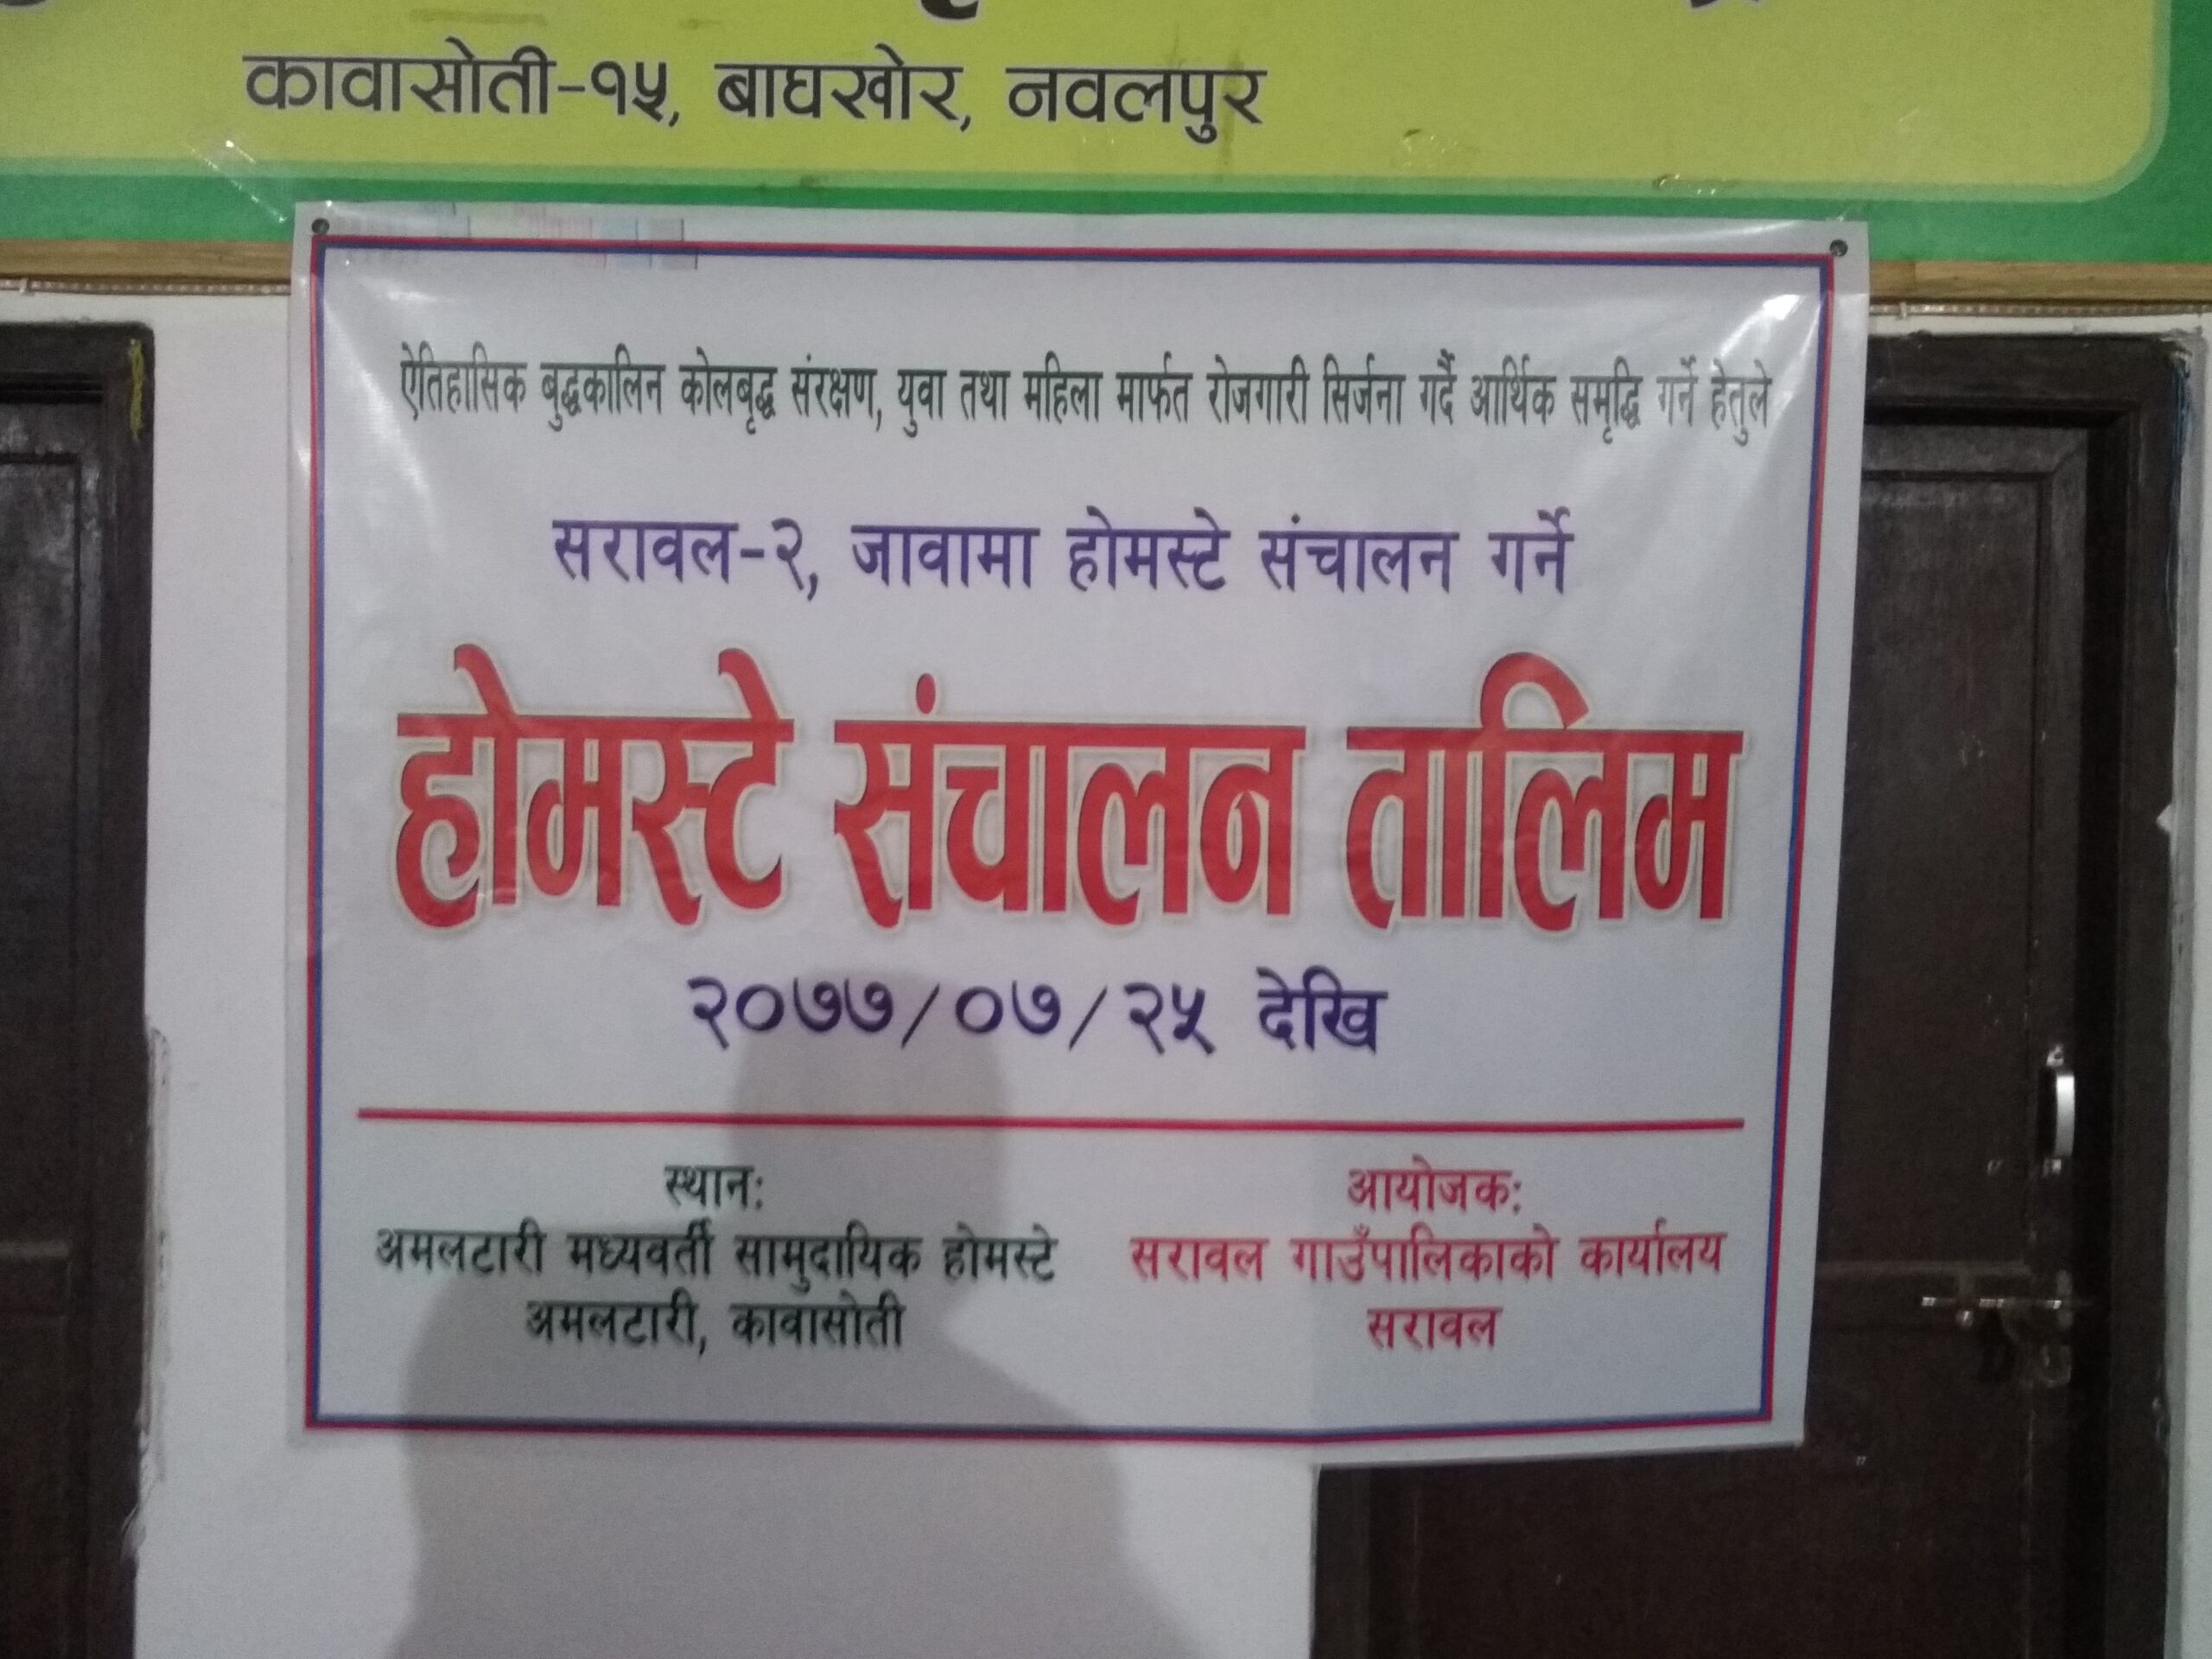 कावासोती-१५, बाघखोर, नवलपुर
ऐतिहासिक बुद्धकालिन कोलबृद्ध संरक्षण, युवा तथा महिला मार्फत रोजगारी सिर्जना गर्दै आर्थिक समृद्धि गर्ने हेतुले
सरावल-२, जावामा होमस्टे संचालन गर्ने
होमस्टे संचालन तालिम
२०७७/०७/२५ देखि
स्थान:
अमलटारी मध्यवर्ती सामुदायिक होमस्टे
अमलटारी, कावासोती
आयोजक:
सरावल गाउँपालिकाको कार्यालय
सरावल